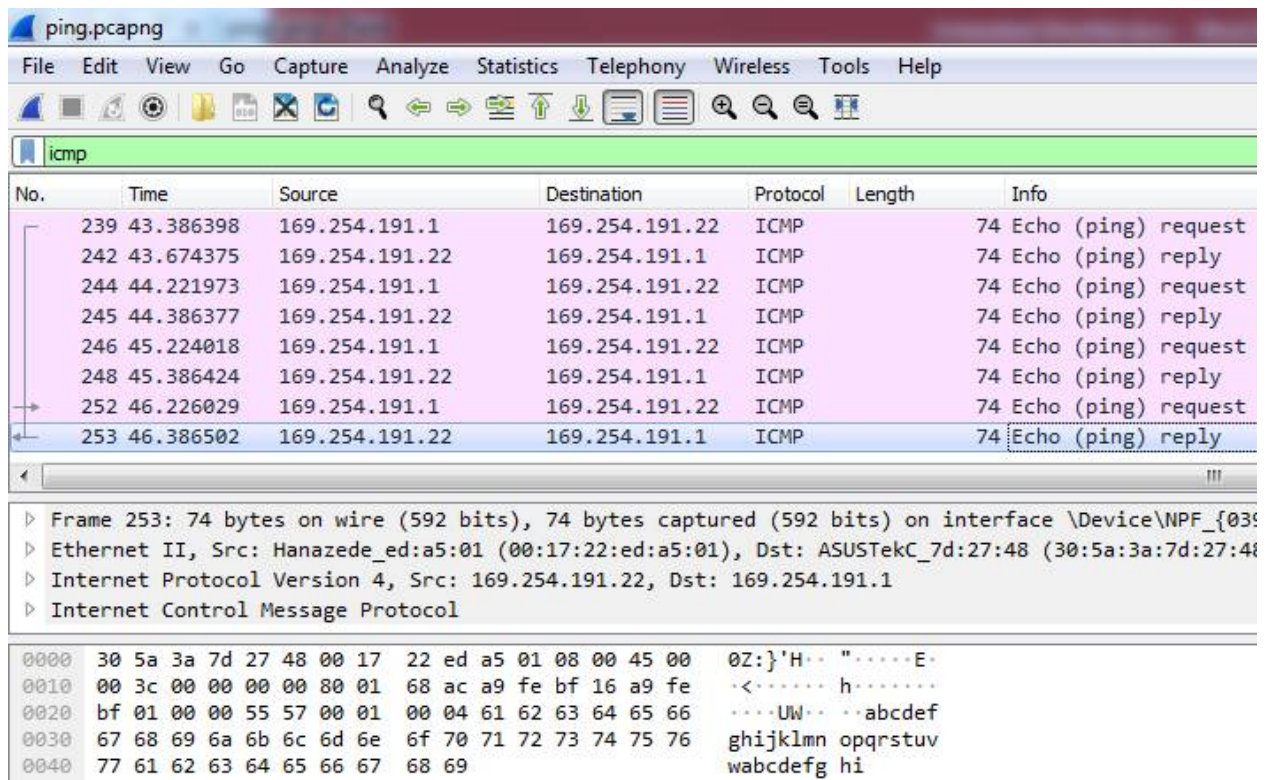 ping.pcapng
File Edit View Go Capture Analyze Statistics Telephony Wireless Tools Help
icmp
No. Time Source Destination Protocol Length Info
239 43.386398 169.254.191.1 169.254.191.22 ICMP 74 Echo (ping) request
242 43.674375 169.254.191.22 169.254.191.1 ICMP 74 Echo (ping) reply
244 44.221973 169.254.191.1 169.254.191.22 ICMP 74 Echo (ping) request
245 44.386377 169.254.191.22 169.254.191.1 ICMP 74 Echo (ping) reply
246 45.224018 169.254.191.1 169.254.191.22 ICMP 74 Echo (ping) request
248 45.386424 169.254.191.22 169.254.191.1 ICMP 74 Echo (ping) reply
252 46.226029 169.254.191.1 169.254.191.22 ICMP 74 Echo (ping) request
253 46.386502 169.254.191.22 169.254.191.1 ICMP 74 Echo (ping) reply
Frame 253: 74 bytes on wire (592 bits), 74 bytes captured (592 bits) on interface \Device\NPF_{039
Ethernet II, Src: Hanazede_ed:a5:01 (00:17:22:ed:a5:01), Dst: ASUSTekC_7d:27:48 (30:5a:3a:7d:27:48
Internet Protocol Version 4, Src: 169.254.191.22, Dst: 169.254.191.1
Internet Control Message Protocol
0000 30 5a 3a 7d 27 48 00 17 22 ed a5 01 08 00 45 00 0Z:}'H·· "·····E·
0010 00 3c 00 00 00 00 80 01 68 ac a9 fe bf 16 a9 fe ·<······ h·······
0020 bf 01 00 00 55 57 00 01 00 04 61 62 63 64 65 66 ····UW·· ··abcdef
0030 67 68 69 6a 6b 6c 6d 6e 6f 70 71 72 73 74 75 76 ghijklmn opqrstuv
0040 77 61 62 63 64 65 66 67 68 69 wabcdefg hi